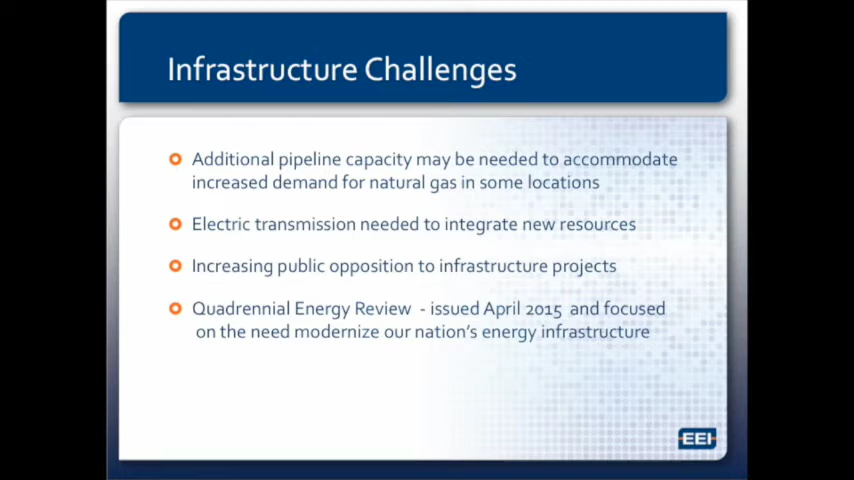 Infrastructure Challenges
Additional pipeline capacity may be needed to accommodate
increased demand for natural gas in some locations
Electric transmission needed to integrate new resources
Increasing public opposition to infrastructure projects
Quadrennial Energy Review - issued April 2015 and focused
on the need modernize our nation's energy infrastructure
EEI